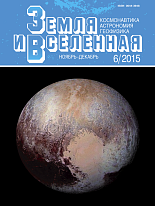 ЗЕМЛЯ
И ВСЕЛЕННАЯ
КОСМОНАВТИКА
АСТРОНОМИЯ
ГЕОФИЗИКА
НОЯБРЬ-ДЕКАБРЬ
6/2015